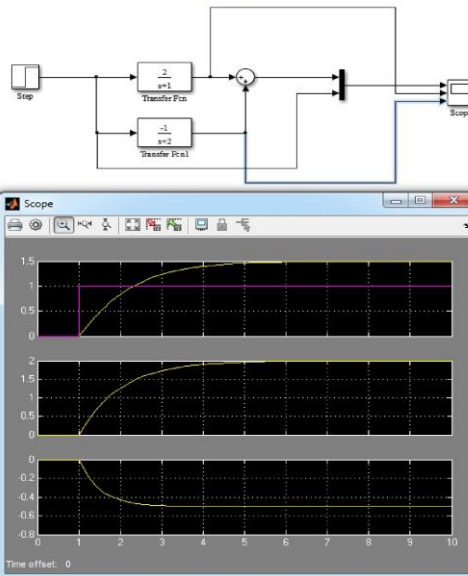 2
s+1
Transfer Fcn
Step
-1
s+2
Transfer Fcn1
Scop
Scope
1.5
1
0.5
0
2
1.5
1
0.5
0
0
-0.2
-0.4
-0.6
-0.8
0 1 2 3 4 5 6 7 8 9 10
Time offset: 0